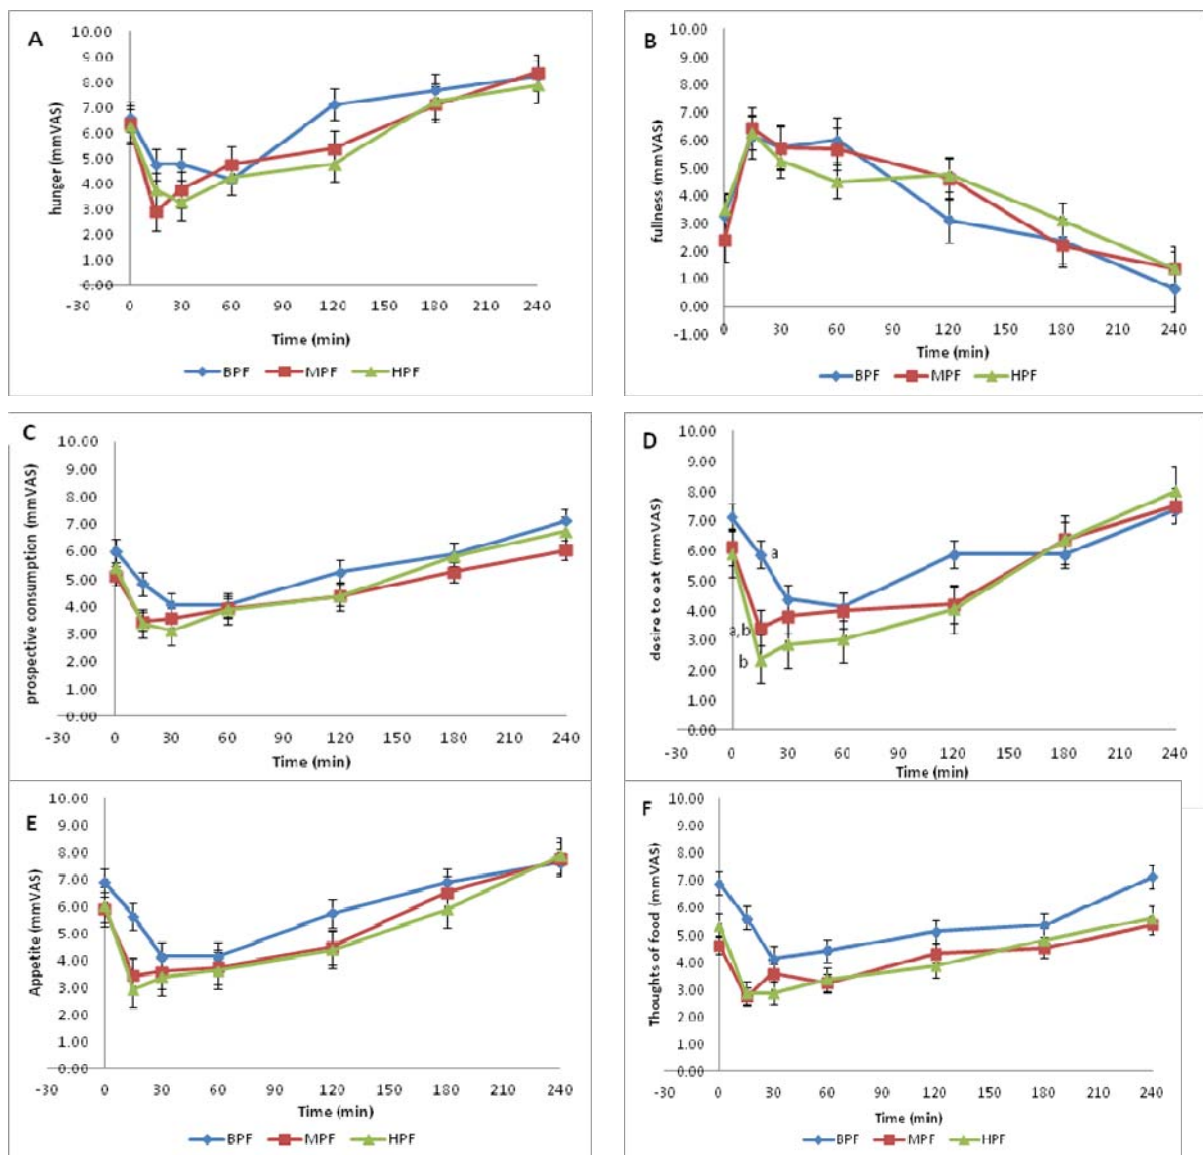 A
10.00
9.00
8.00
7.00
6.00
5.00
4.00
3.00
2.00
1.00
0.00
hunger (mmVAS)
-30 0 30 60 90 120 150 180 210 240
Time (min)
BPF MPF HPF
B
10.00
9.00
8.00
7.00
6.00
5.00
4.00
3.00
2.00
1.00
0.00
-1.00
fullness (mmVAS)
0 30 60 90 120 150 180 210 240
Time (min)
BPF MPF HPF
C
10.00
9.00
8.00
7.00
6.00
5.00
4.00
3.00
2.00
1.00
0.00
prospective consumption (mmVAS)
-30 0 30 60 90 120 150 180 210 240
Time (min)
D
10.00
9.00
8.00
7.00
6.00
5.00
4.00
3.00
2.00
1.00
0.00
desire to eat (mmVAS)
a
a,b
b
-30 0 30 60 90 120 150 180 210 240
Time (min)
E
10.00
9.00
8.00
7.00
6.00
5.00
4.00
3.00
2.00
1.00
0.00
Appetite (mmVAS)
-30 0 30 60 90 120 150 180 210 240
Time (min)
BPF MPF HPF
F
10.00
9.00
8.00
7.00
6.00
5.00
4.00
3.00
2.00
1.00
0.00
Thoughts of food (mmVAS)
-30 0 30 60 90 120 150 180 210 240
Time (min)
BPF MPF HPF